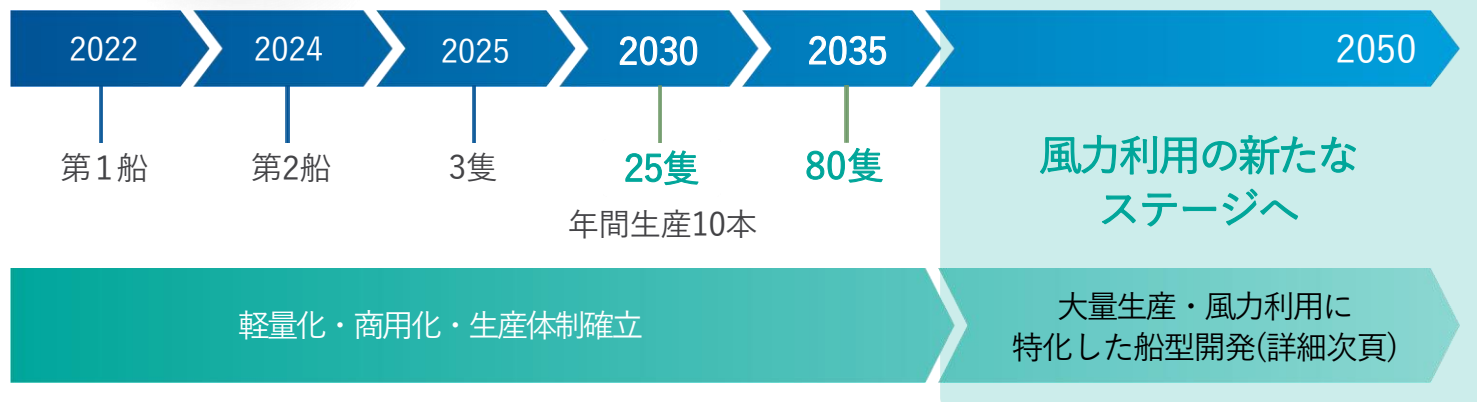 2022
2024
2025
2030
2035
2050
第１船
第2船
3隻
25隻
80隻
年間生産10本
風力利用の新たな
ステージへ
軽量化・商用化・生産体制確立
大量生産・風力利用に
特化した船型開発(詳細次頁)